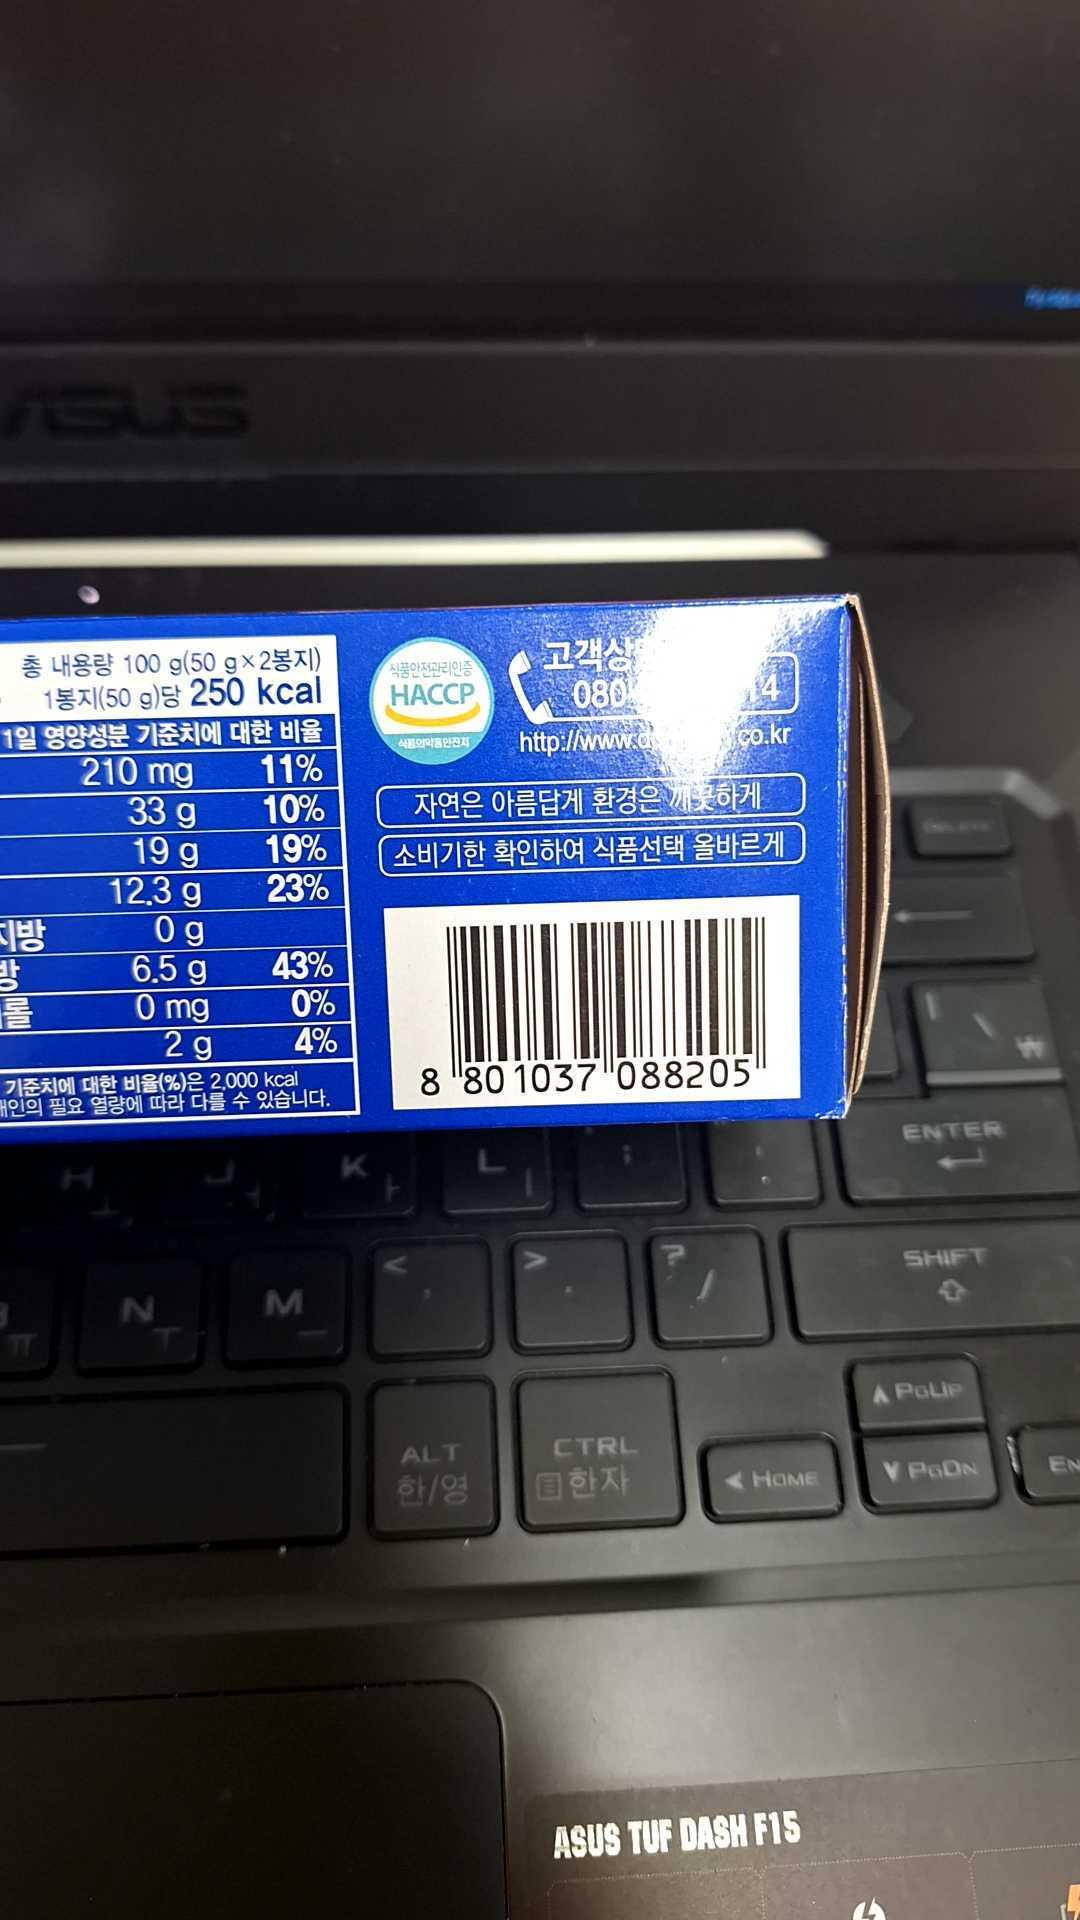 ASUS
총 내용량 100 g(50 g×2봉지)
1봉지(50 g)당 250 kcal
1일 영양성분 기준치에 대한 비율
210 mg 11%
33 g 10%
19 g 19%
12.3 g 23%
지방 0 g
방 6.5 g 43%
롤 0 mg 0%
2 g 4%
기준치에 대한 비율(%)은 2,000 kcal
개인의 필요 열량에 따라 다를 수 있습니다.
식품안전관리인증
HACCP
식품의약품안전처
고객상
080 14
http://www. co.kr
자연은 아름답게 환경은 깨끗하게
소비기한 확인하여 식품선택 올바르게
8 801037 088205
DELETE
\ ₩
ENTER
H ㅗ
J ㅓ
K ㅏ
L ㅣ
;
'
SHIFT
ㅠ
N ㅜ
M ㅡ
< ,
> .
? /
ALT
한/영
CTRL
한자
HOME
PGUP
PGDN
EN
ASUS TUF DASH F15